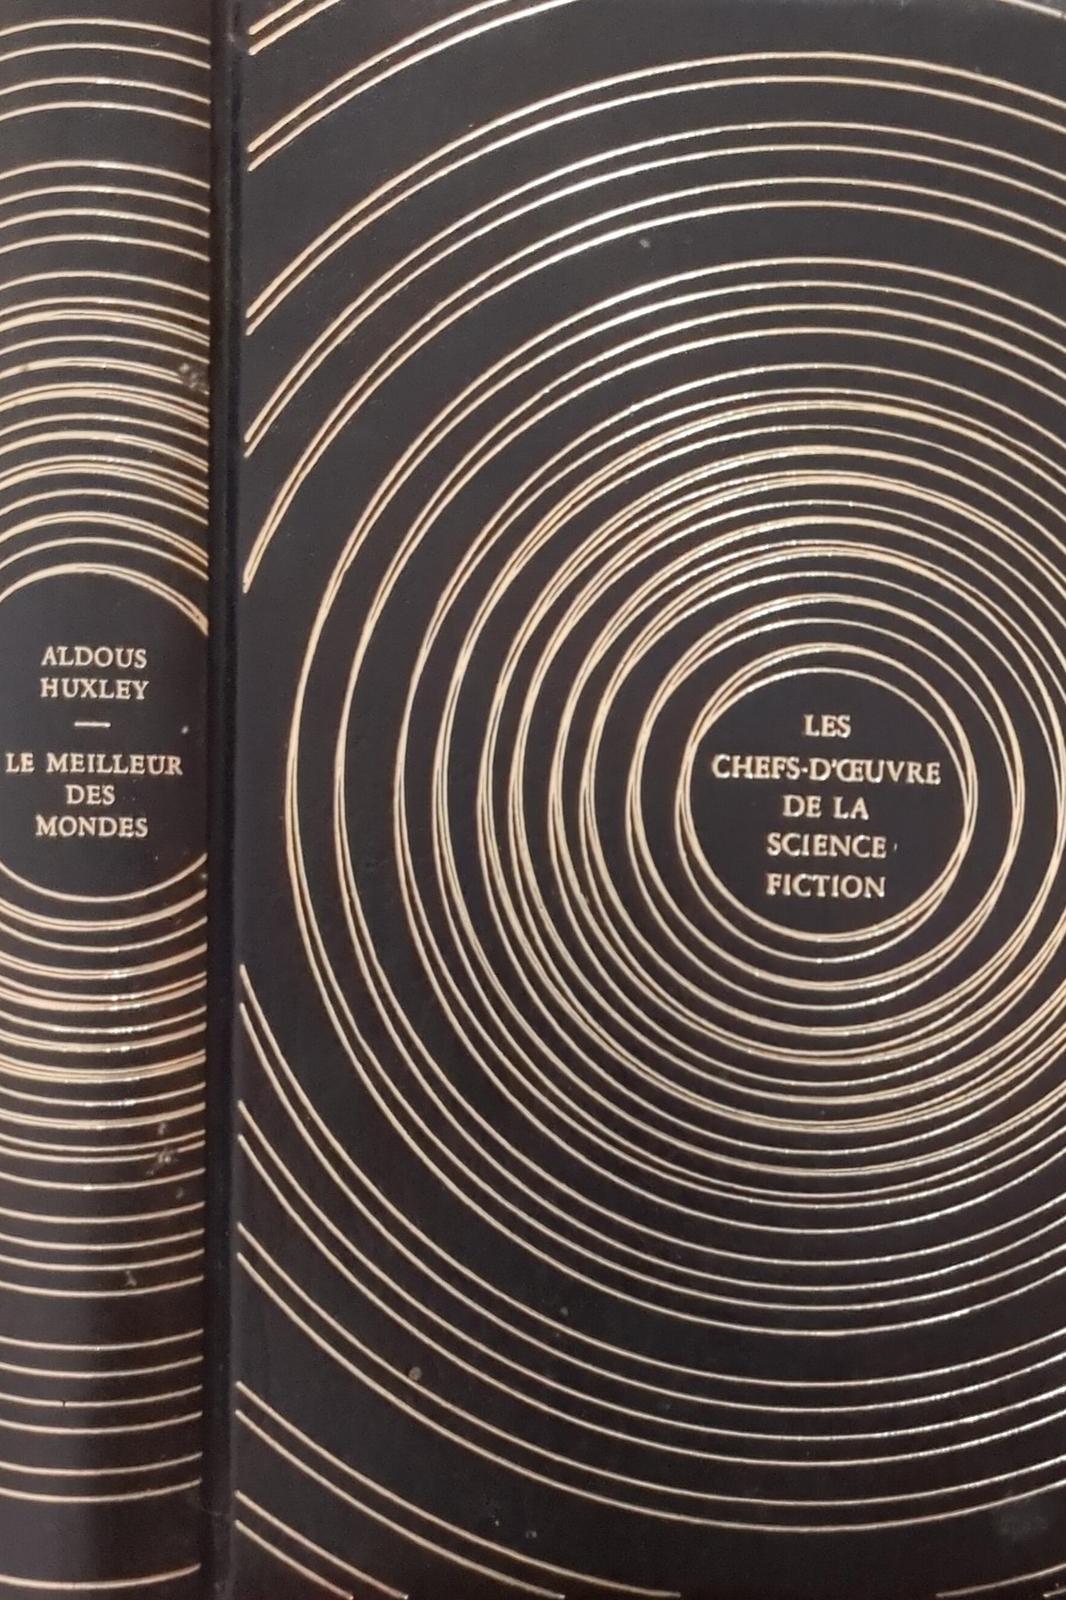 ALDOUS
HUXLEY
LE MEILLEUR
DES
MONDES
LES
CHEFS-D'ŒUVRE
DE LA
SCIENCE
FICTION